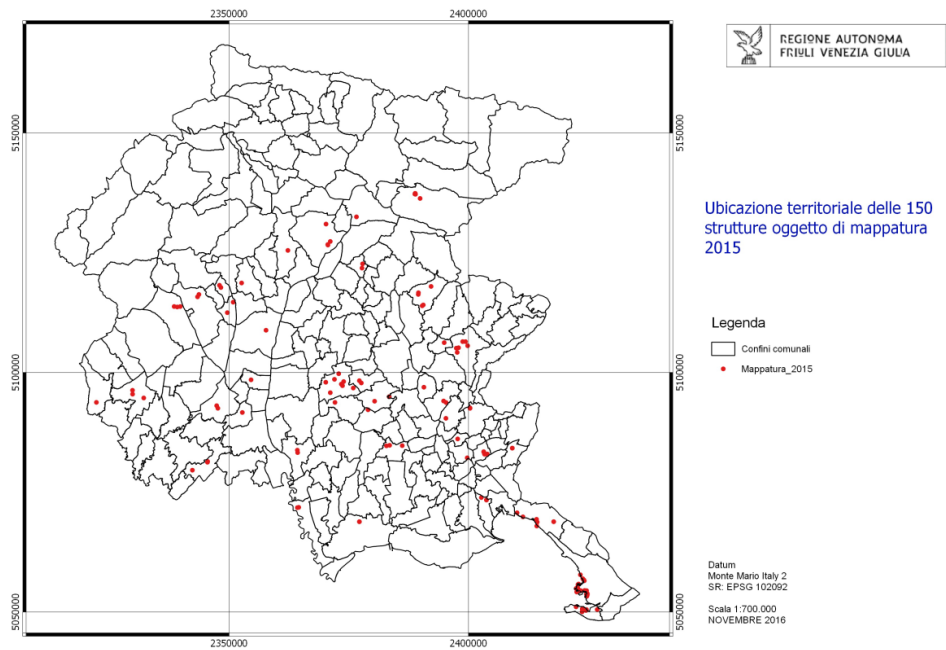 2350000
2400000
REGIONE AUTONOMA
FRIULI VENEZIA GIULIA
5150000
5150000
Ubicazione territoriale delle 150
strutture oggetto di mappatura
2015
Legenda
Confini comunali
Mappatura_2015
5100000
5100000
Datum
Monte Mario Italy 2
SR: EPSG 102092
Scala 1:700.000
NOVEMBRE 2016
5050000
5050000
2350000
2400000